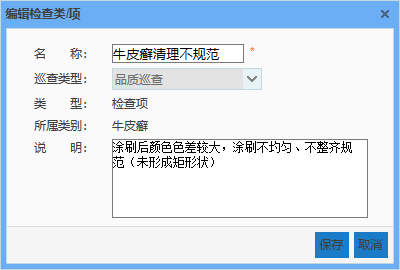 编辑检查类/项
名 称: 牛皮癣清理不规范 *
巡查类型: 品质巡查
类 型: 检查项
所属类别: 牛皮癣
说 明: 涂刷后颜色色差较大，涂刷不均匀、不整齐规
范（未形成矩形状）
保存 取消